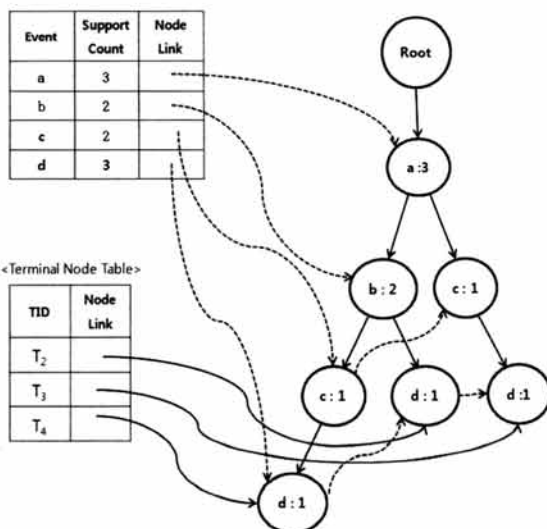 Event Support Count Node Link
a 3
b 2
c 2
d 3
<Terminal Node Table>
TID Node Link
T2
T3
T4
Root
a :3
b : 2
c : 1
c : 1
d : 1
d :1
d : 1